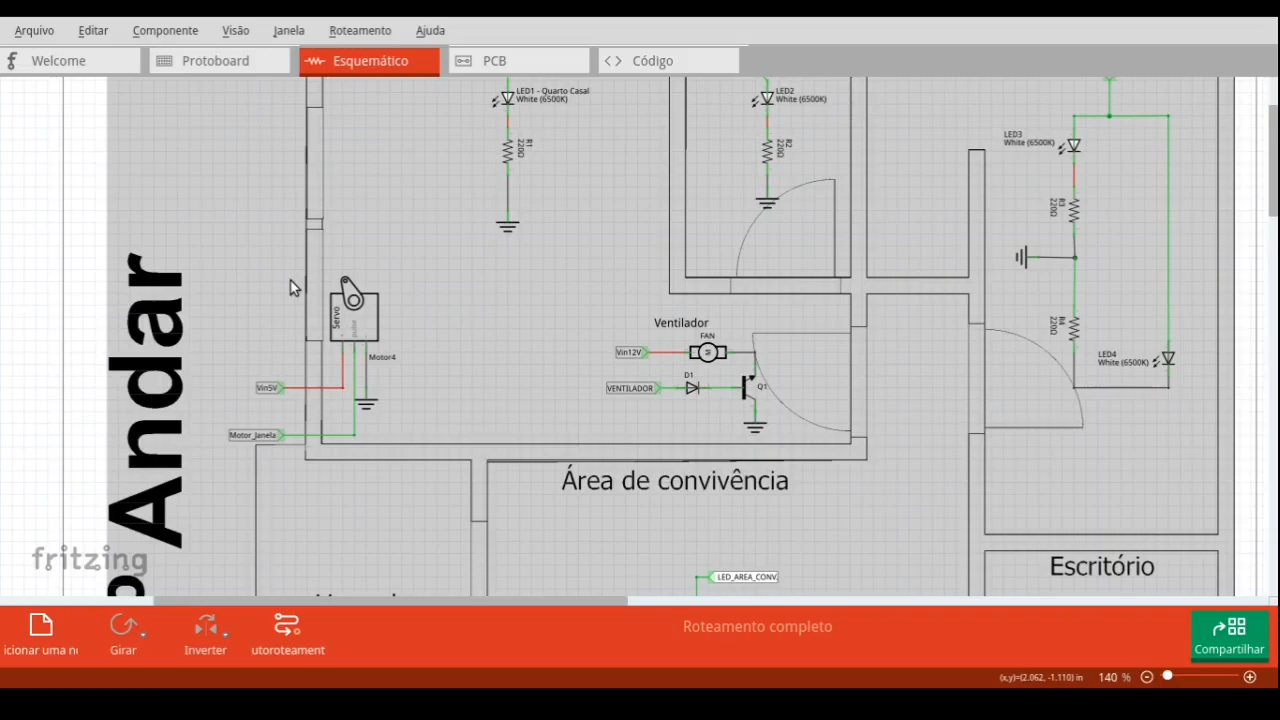 Arquivo Editar Componente Visão Janela Roteamento Ajuda
Welcome Protoboard Esquemático PCB Código
LED1 - Quarto Casal
White (6500K)
R1
220Ω
LED2
White (6500K)
R2
220Ω
LED3
White (6500K)
R3
220Ω
R4
220Ω
LED4
White (6500K)
Andar
Servo
pulse
Motor4
Vin5V
Motor_Janela
Ventilador
FAN
Vin12V
M
D1
VENTILADOR
Q1
Área de convivência
LED_AREA_CONV.
Escritório
fritzing
icionar uma no Girar Inverter utoroteament
Roteamento completo
Compartilhar
(x,y)=(2.062, -1.110) in 140 %